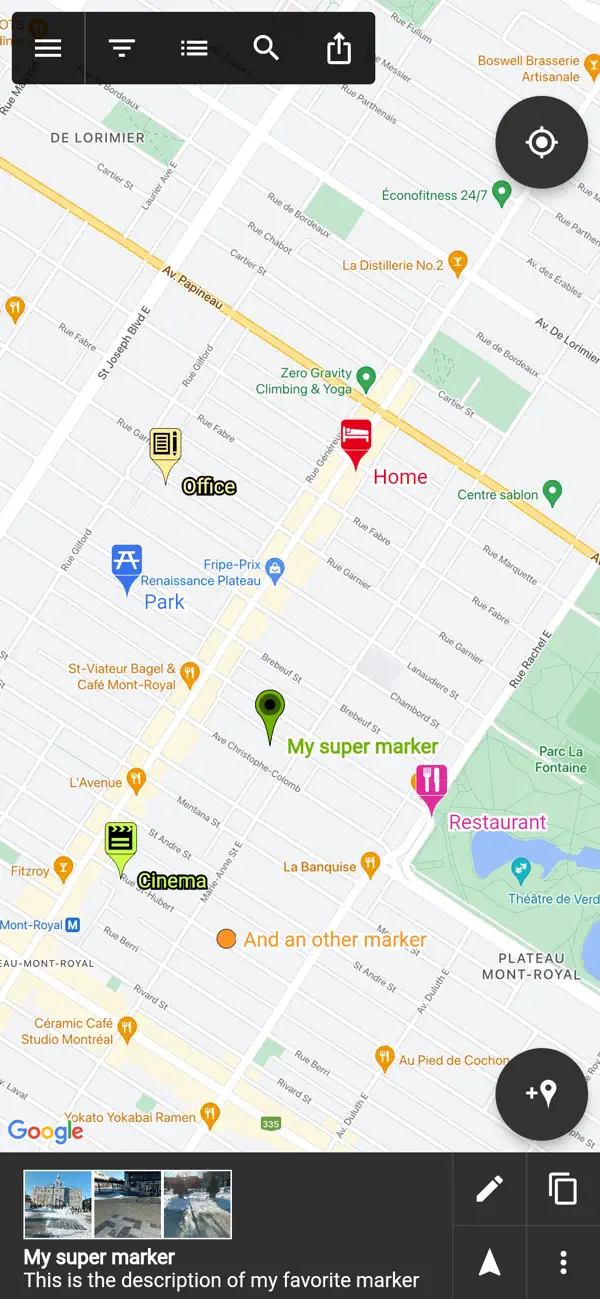 Rue Fullum
Boswell Brasserie
Artisanale
Rue Messier
Rue Parthenais
DE LORIMIER
Cartier St
Laurier Ave E
Éconofitness 24/7
Rue de Bordeaux
Rue Chabot
Cartier St
La Distillerie No.2
Av. des Érables
Av. Papineau
Av. De Lorimier
St Joseph Blvd E
Rue Fabre
Rue Gilford
Rue de Bordeaux
Zero Gravity
Climbing & Yoga
Cartier St
Rue Fabre
Office
Home
Centre sablon
Rue Gilford
Rue Fabre
Rue Marquette
Fripe-Prix
Renaissance Plateau
Rue Garnier
Park
Rue Fabre
Rue Garnier
Rue Rachel E
St-Viateur Bagel &
Café Mont-Royal
Brebeuf St
Lanaudiere St
Chambord St
Brebeuf St
My super marker
Ave Christophe-Colomb
Parc La
Fontaine
L'Avenue
Mentana St
Restaurant
St Andre St
Marie-Anne St E
La Banquise
Fitzroy
Cinema
Rue St-Hubert
Théâtre de Verd
Mont-Royal M
Rue Berri
And an other marker
EAU-MONT-ROYAL
PLATEAU
MONT-ROYAL
St Andre St
Av. Duluth E
Rivard St
Céramic Café
Studio Montréal
Rue Berri
Au Pied de Cochon
Rivard St
Av. Laval
Yokato Yokabai Ramen
335
Av. Duluth E
Google
My super marker
This is the description of my favorite marker